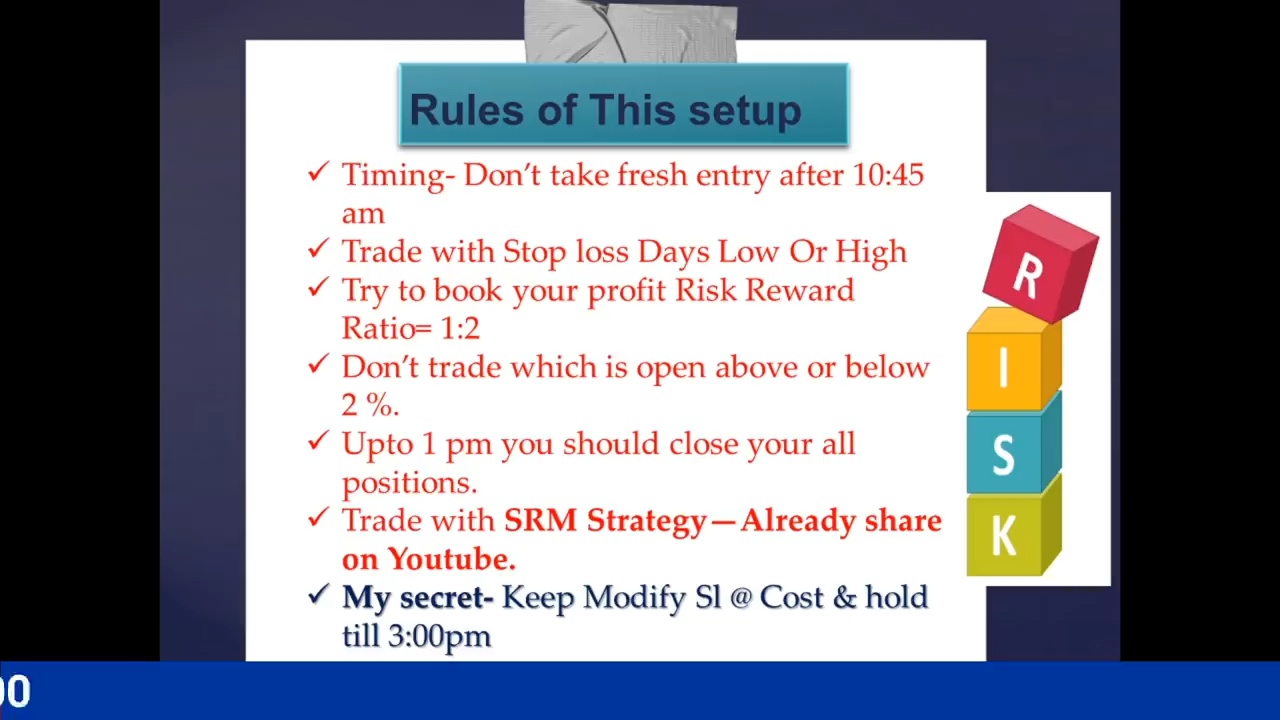 Rules of This setup
✓ Timing- Don't take fresh entry after 10:45
am
✓ Trade with Stop loss Days Low Or High
✓ Try to book your profit Risk Reward
Ratio= 1:2
✓ Don't trade which is open above or below
2 %.
✓ Upto 1 pm you should close your all
positions.
✓ Trade with SRM Strategy—Already share
on Youtube.
✓ My secret- Keep Modify Sl @ Cost & hold
till 3:00pm
R
I
S
K
00